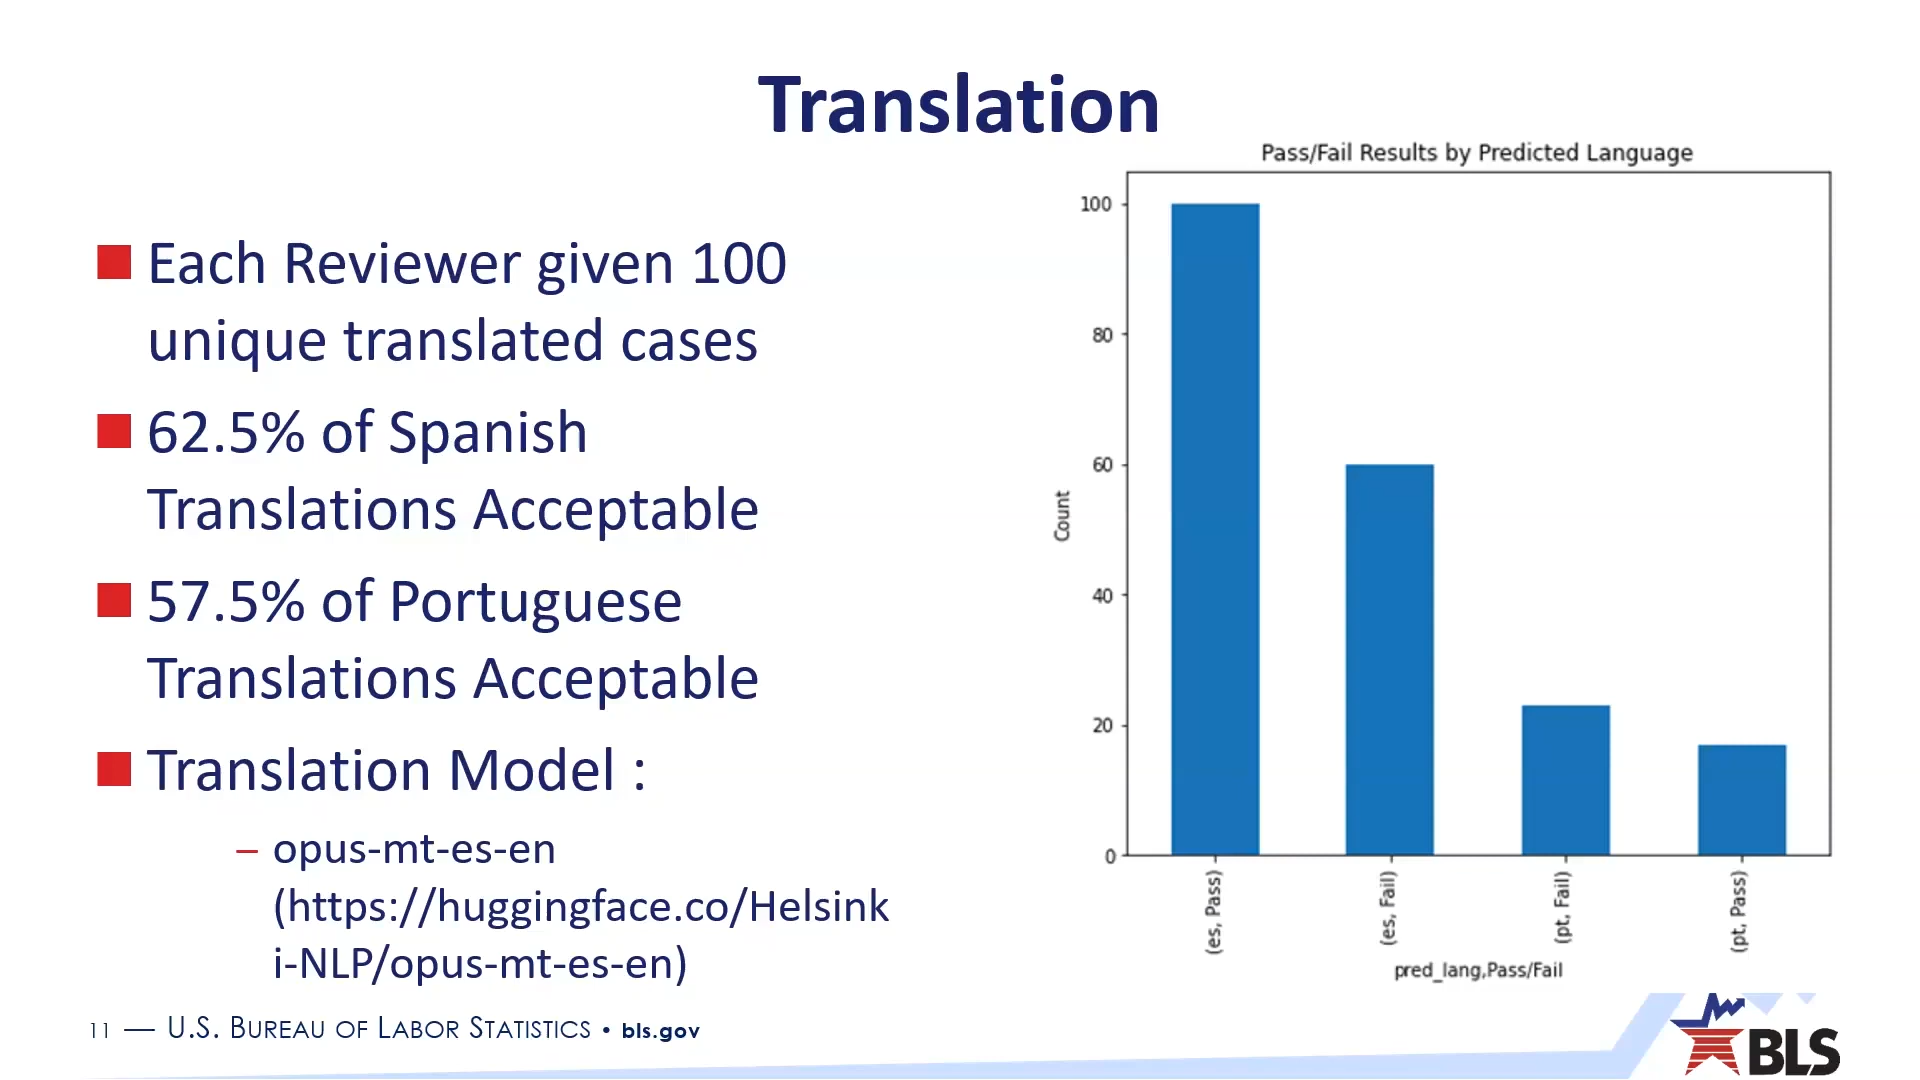 Translation
Each Reviewer given 100
unique translated cases
62.5% of Spanish
Translations Acceptable
57.5% of Portuguese
Translations Acceptable
Translation Model :
– opus-mt-es-en
(https://huggingface.co/Helsink
i-NLP/opus-mt-es-en)
Pass/Fail Results by Predicted Language
100
80
60
40
20
0
Count
(es, Pass)
(es, Fail)
(pt, Fail)
(pt, Pass)
pred_lang,Pass/Fail
11 — U.S. BUREAU OF LABOR STATISTICS • bls.gov
BLS